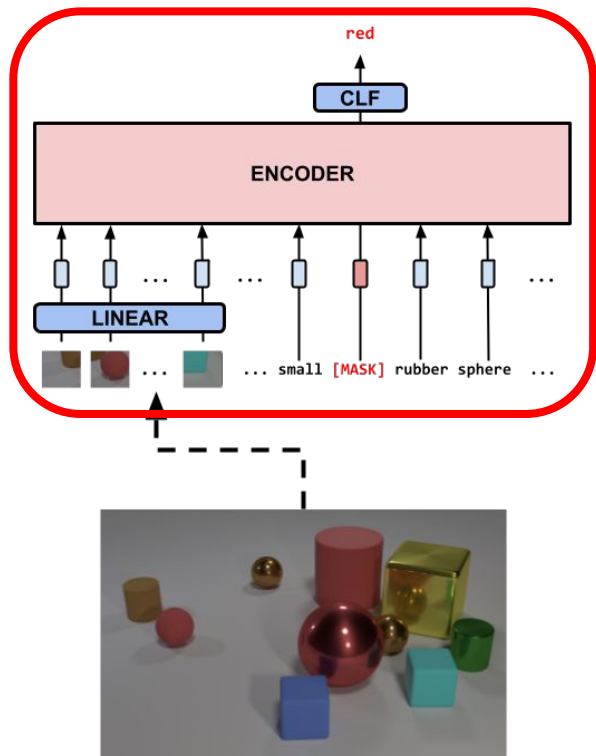 red
CLF
ENCODER
... ... ...
LINEAR
... ... small [MASK] rubber sphere ...